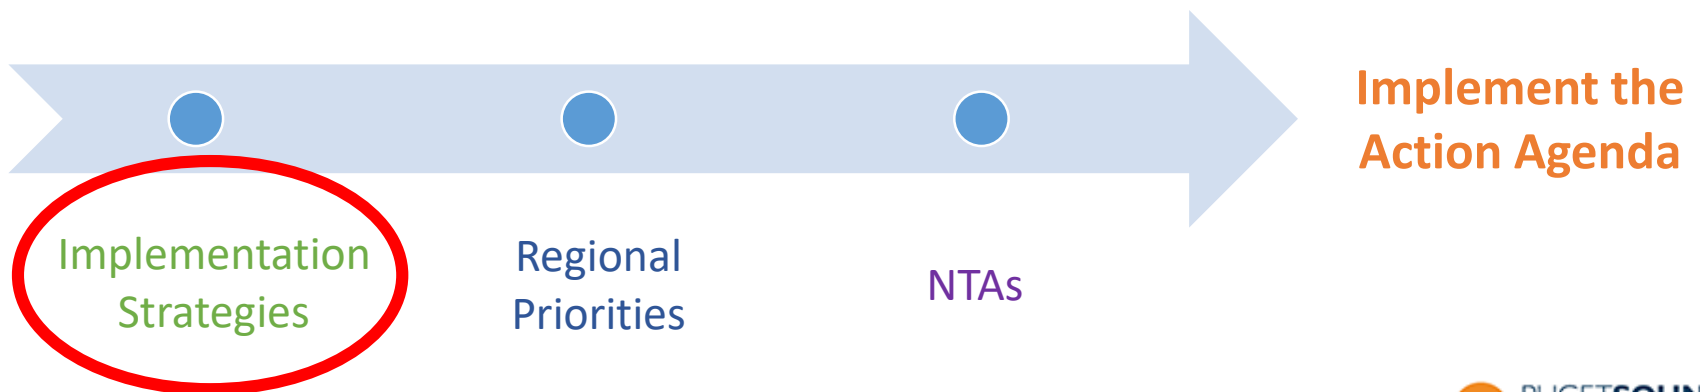 Implement the
Action Agenda
Implementation
Strategies
Regional
Priorities
NTAs